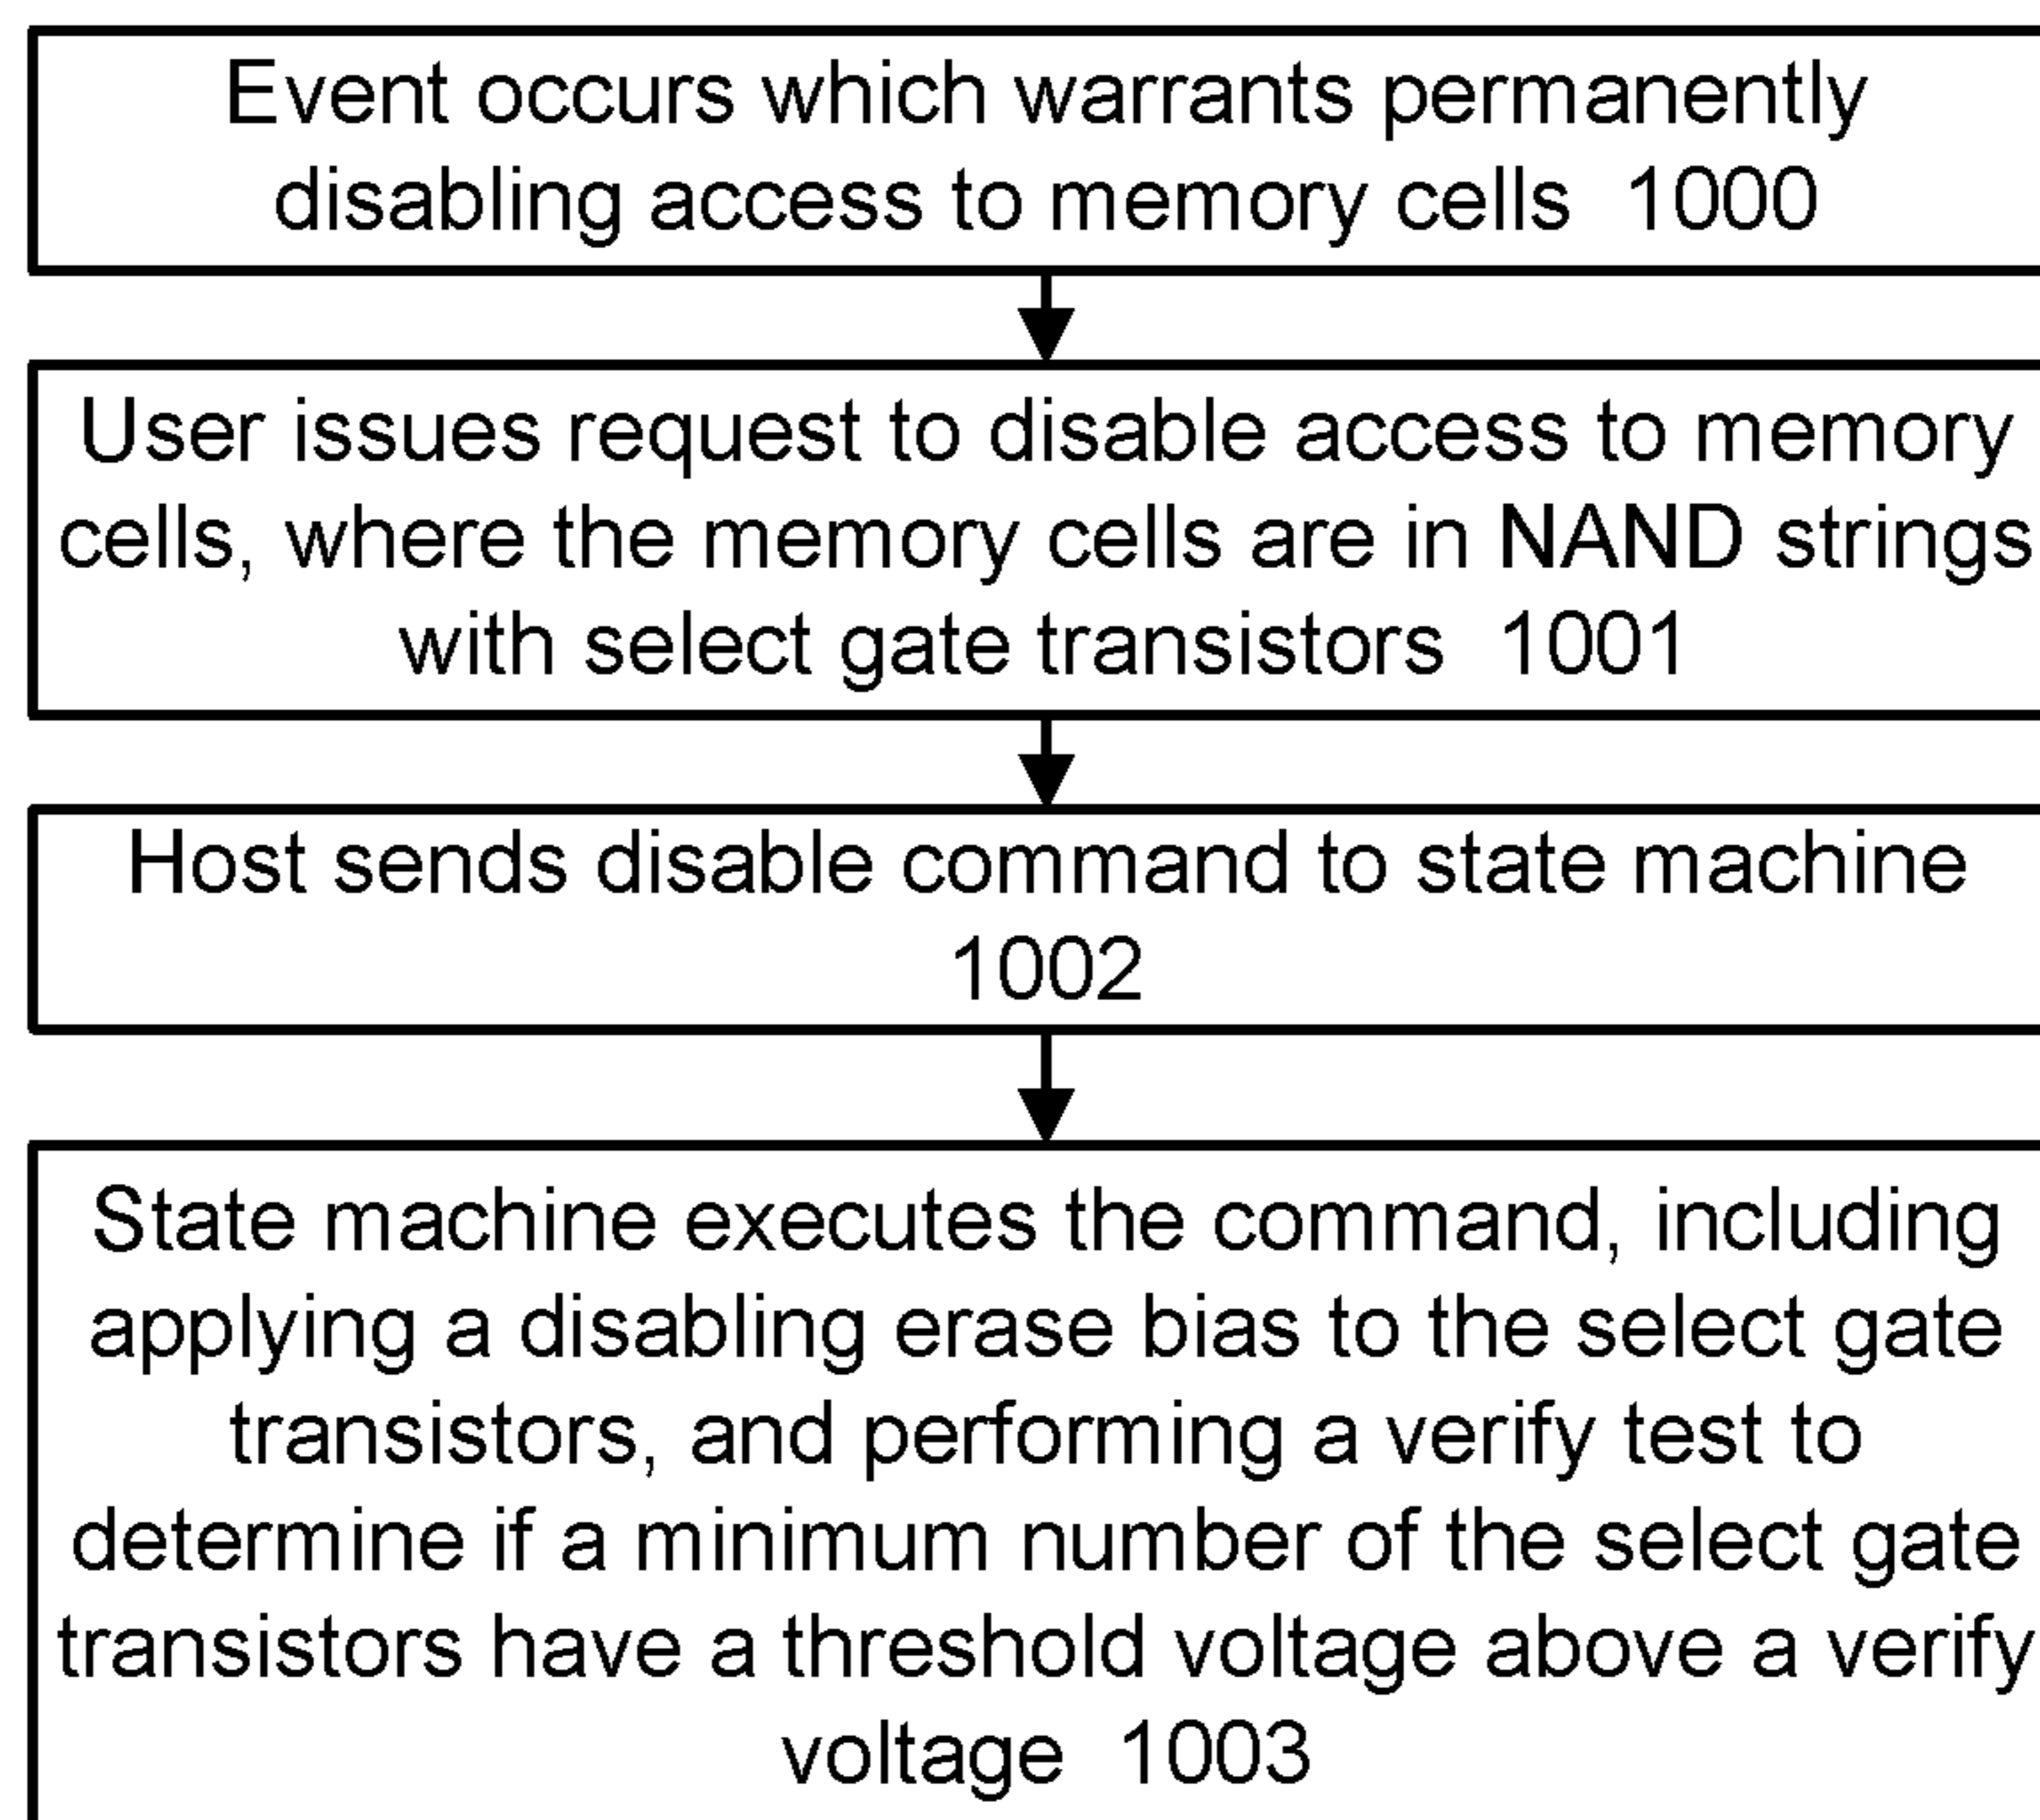 Event occurs which warrants permanently
disabling access to memory cells 1000
User issues request to disable access to memory
cells, where the memory cells are in NAND strings
with select gate transistors 1001
Host sends disable command to state machine
1002
State machine executes the command, including
applying a disabling erase bias to the select gate
transistors, and performing a verify test to
determine if a minimum number of the select gate
transistors have a threshold voltage above a verify
voltage 1003